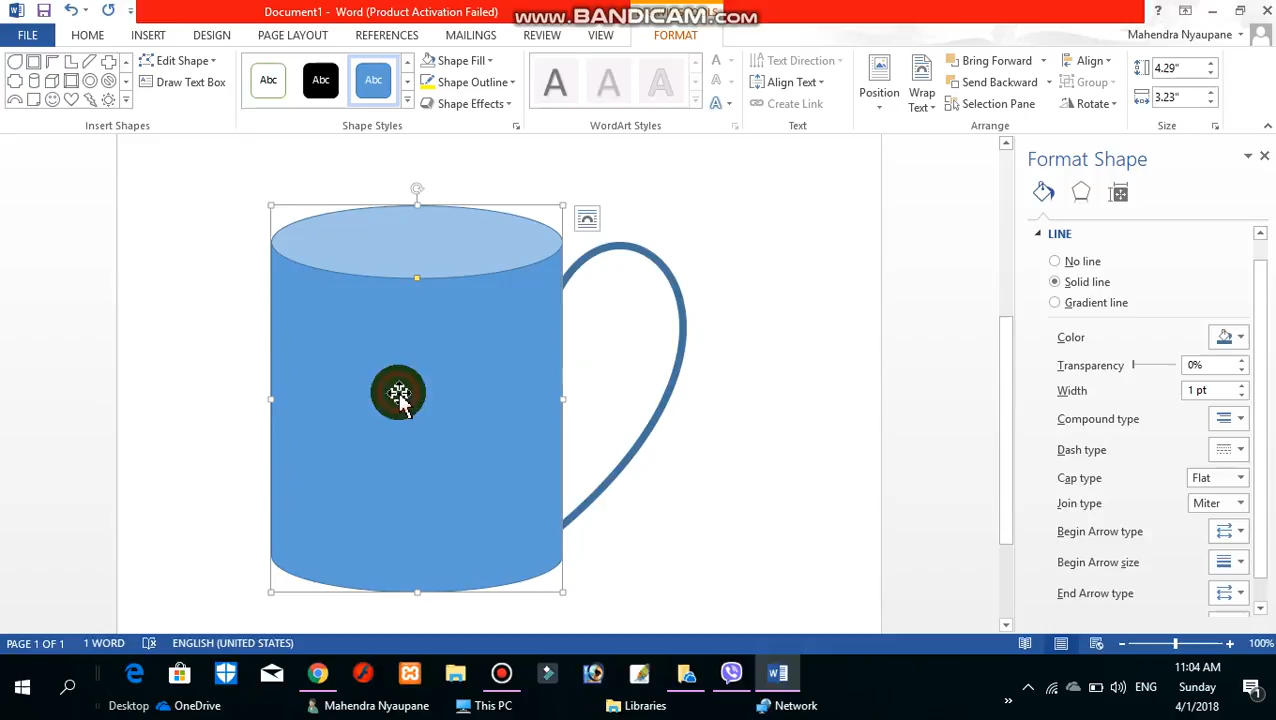 Document1 - Word (Product Activation Failed)
www.BANDICAM.com
?
FILE HOME INSERT DESIGN PAGE LAYOUT REFERENCES MAILINGS REVIEW VIEW FORMAT Mahendra Nyaupane
Edit Shape
Draw Text Box
Insert Shapes
Abc Abc Abc
Shape Fill
Shape Outline
Shape Effects
Shape Styles
A A A
A
A
A
WordArt Styles
Text Direction
Align Text
Create Link
Text
Position
Wrap
Text
Bring Forward
Send Backward
Selection Pane
Align
Group
Rotate
Arrange
4.29"
3.23"
Size
Format Shape
LINE
No line
Solid line
Gradient line
Color
Transparency 0%
Width 1 pt
Compound type
Dash type
Cap type Flat
Join type Miter
Begin Arrow type
Begin Arrow size
End Arrow type
PAGE 1 OF 1 1 WORD ENGLISH (UNITED STATES) 100%
11:04 AM
ENG Sunday
4/1/2018
1
Desktop OneDrive Mahendra Nyaupane This PC Libraries Network